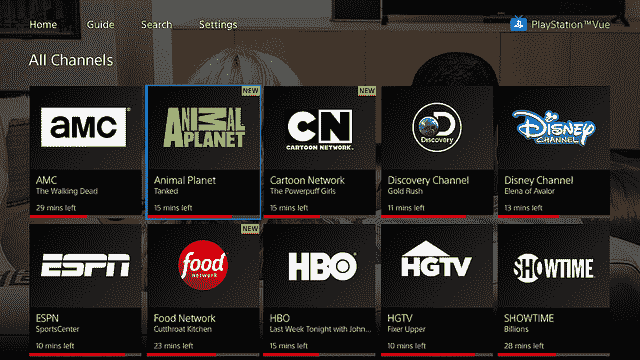 Home Guide Search Settings PlayStation™Vue
All Channels
NEW NEW
aMC ANIMAL PLANET CN CARTOON NETWORK® Discovery Disney CHANNEL
AMC Animal Planet Cartoon Network Discovery Channel Disney Channel
The Walking Dead Tanked The Powerpuff Girls Gold Rush Elena of Avalor
29 mins left 15 mins left 15 mins left 11 mins left 13 mins left
NEW
ESPN food network HBO HGTV SHOWTIME
ESPN Food Network HBO HGTV SHOWTIME
SportsCenter Cutthroat Kitchen Last Week Tonight with John... Fixer Upper Billions
10 mins left 23 mins left 15 mins left 10 mins left 28 mins left